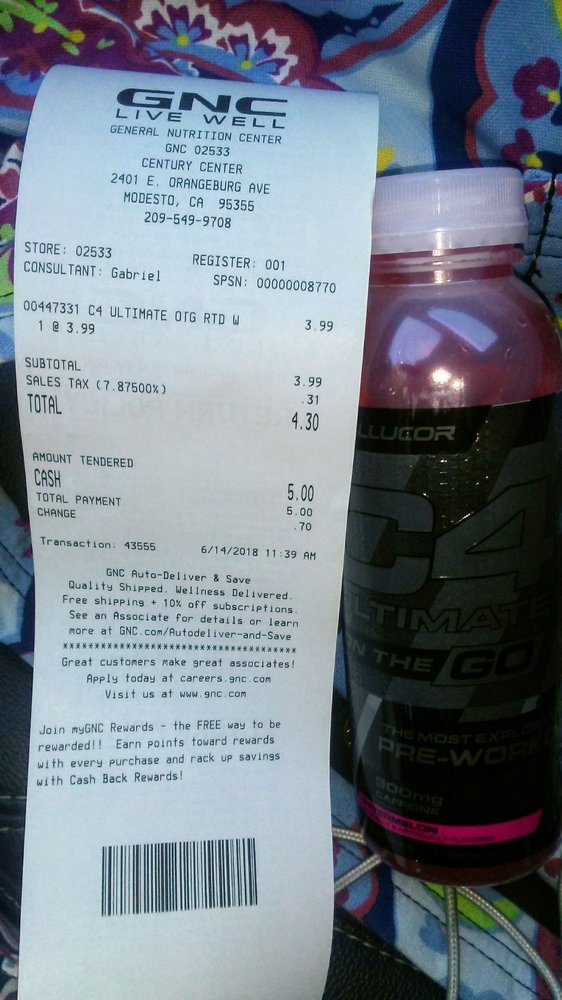 GNC
LIVE WELL
GENERAL NUTRITION CENTER
GNC 02533
CENTURY CENTER
2401 E. ORANGEBURG AVE
MODESTO, CA 95355
209-549-9708
STORE: 02533 REGISTER: 001
CONSULTANT: Gabriel SPSN: 00000008770
00447331 C4 ULTIMATE OTG RTD W 3.99
1 @ 3.99
SUBTOTAL 3.99
SALES TAX (7.87500%) .31
TOTAL 4.30
AMOUNT TENDERED
CASH 5.00
TOTAL PAYMENT 5.00
CHANGE .70
Transaction: 43555 6/14/2018 11:39 AM
GNC Auto-Deliver & Save
Quality Shipped. Wellness Delivered.
Free shipping + 10% off subscriptions.
See an Associate for details or learn
more at GNC.com/Autodeliver-and-Save
****************************************
Great customers make great associates!
Apply today at careers.gnc.com
Visit us at www.gnc.com
Join myGNC Rewards - the FREE way to be
rewarded!! Earn points toward rewards
with every purchase and rack up savings
with Cash Back Rewards!
LLUCOR
C4
LTIMAT
N THE GO
THE MOST EXPLO
PRE-WORK
300mg
CAFFEINE
ERMELON